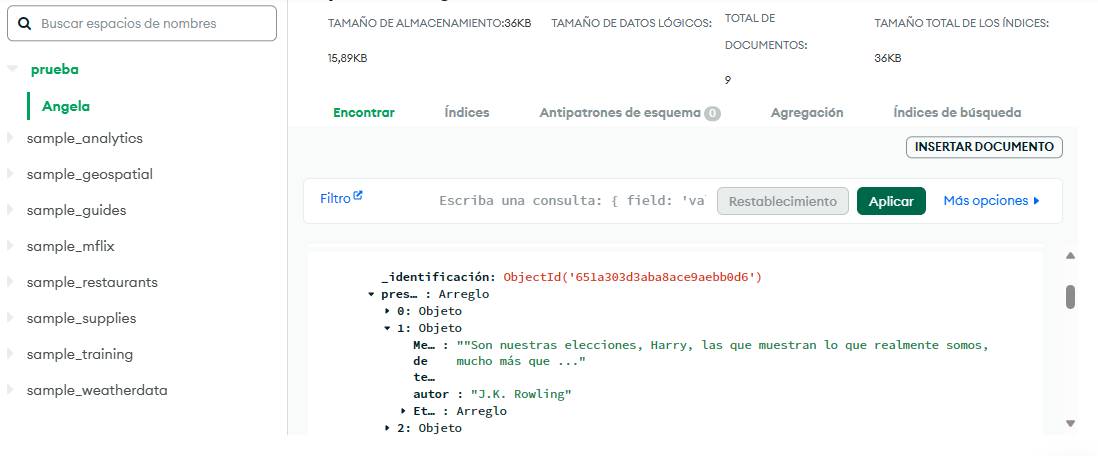 Buscar espacios de nombres
prueba
Angela
sample_analytics
sample_geospatial
sample_guides
sample_mflix
sample_restaurants
sample_supplies
sample_training
sample_weatherdata
TAMAÑO DE ALMACENAMIENTO:36KB
TAMAÑO DE DATOS LÓGICOS:
15,89KB
TOTAL DE
DOCUMENTOS:
9
TAMAÑO TOTAL DE LOS ÍNDICES:
36KB
Encontrar Índices Antipatrones de esquema 0 Agregación Índices de búsqueda
INSERTAR DOCUMENTO
Filtro Escriba una consulta: { field: 'va Restablecimiento Aplicar Más opciones
_identificación: ObjectId('651a303d3aba8ace9aebb0d6')
pres… : Arreglo
0: Objeto
1: Objeto
Me… : ""Son nuestras elecciones, Harry, las que muestran lo que realmente somos,
de mucho más que ..."
te…
autor : "J.K. Rowling"
Et… : Arreglo
2: Objeto